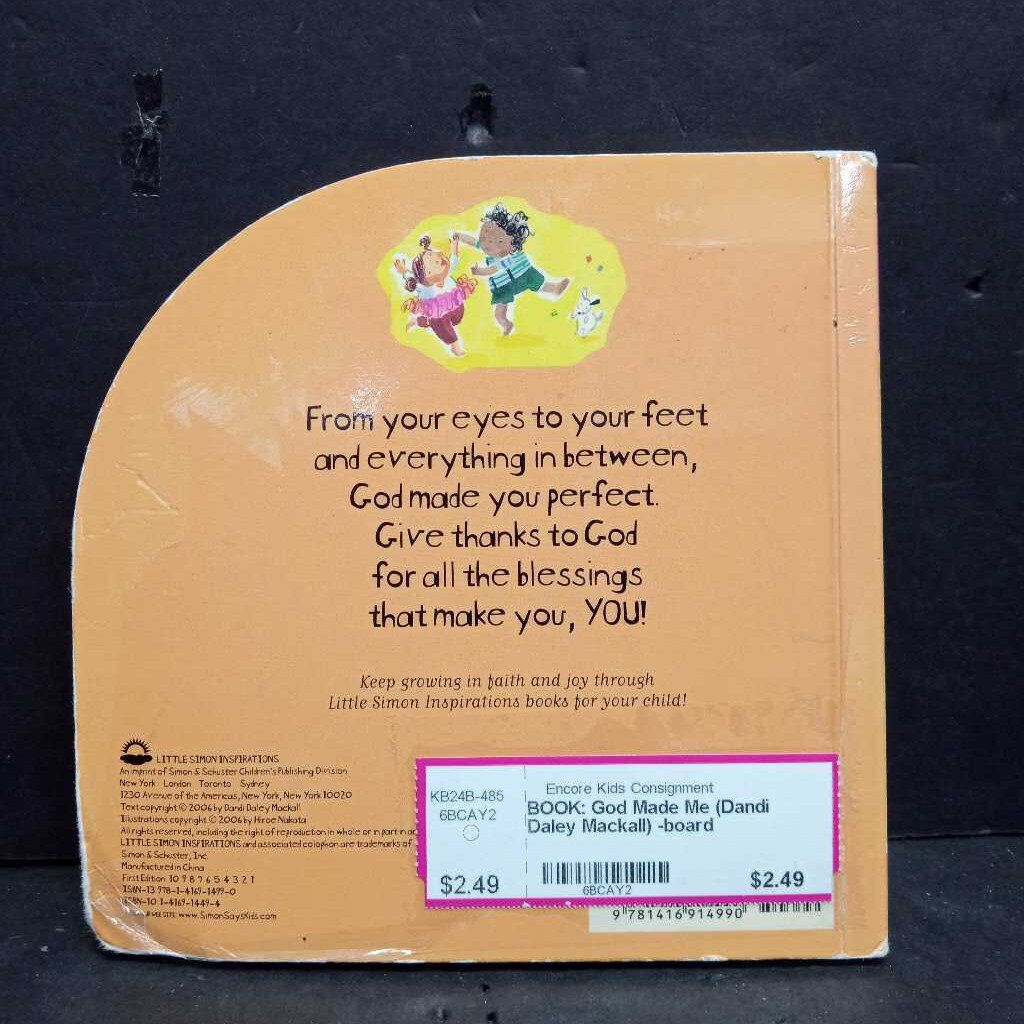 From your eyes to your feet
and everything in between,
God made you perfect.
Give thanks to God
for all the blessings
that make you, YOU!
Keep growing in faith and joy through
Little Simon Inspirations books for your child!
LITTLE SIMON INSPIRATIONS
An imprint of Simon & Schuster Children's Publishing Division
New York London Toronto Sydney
1230 Avenue of the Americas, New York, New York 10020
Text copyright © 2006 by Dandi Daley Mackall
Illustrations copyright © 2006 by Hiroe Nakata
All rights reserved, including the right of reproduction in whole or in part in
LITTLE SIMON INSPIRATIONS and associated colophon are trademarks of
Simon & Schuster, Inc.
Manufactured in China
First Edition 10 9 8 7 6 5 4 3 2 1
ISBN-13 978-1-4169-1499-0
ISBN-10 1-4169-1449-4
www.SimonSaysKids.com
KB24B-485
6BCAY2
$2.49
Encore Kids Consignment
BOOK: God Made Me (Dandi
Daley Mackall) -board
6BCAY2
$2.49
9 781416 914990